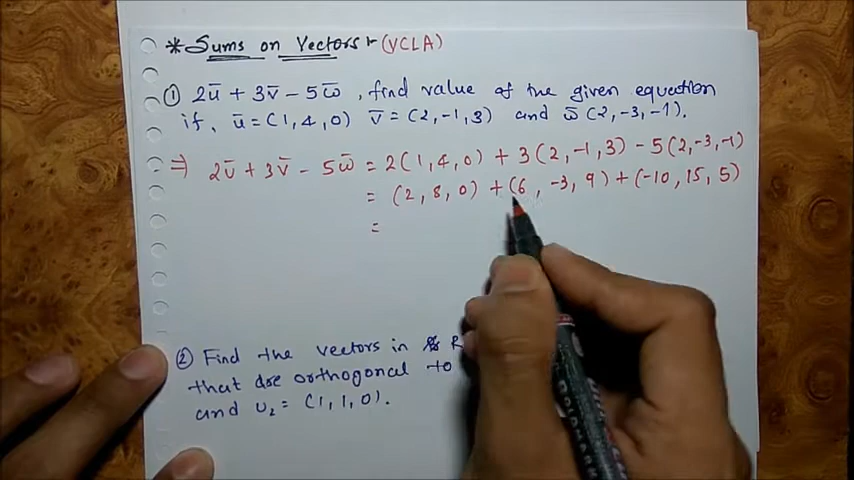 * Sums on Vectors :- (VCLA)
① 2ū + 3v̄ - 5w̄ , find value of the given equation
if, ū = (1, 4, 0) v̄ = (2, -1, 3) and w̄ (2, -3, -1).
⇒ 2ū + 3v̄ - 5w̄ = 2(1, 4, 0) + 3(2, -1, 3) - 5(2, -3, -1)
= (2, 8, 0) + (6, -3, 9) + (-10, 15, 5)
=
② Find the vectors in R
that are orthogonal to
and u₂ = (1, 1, 0).